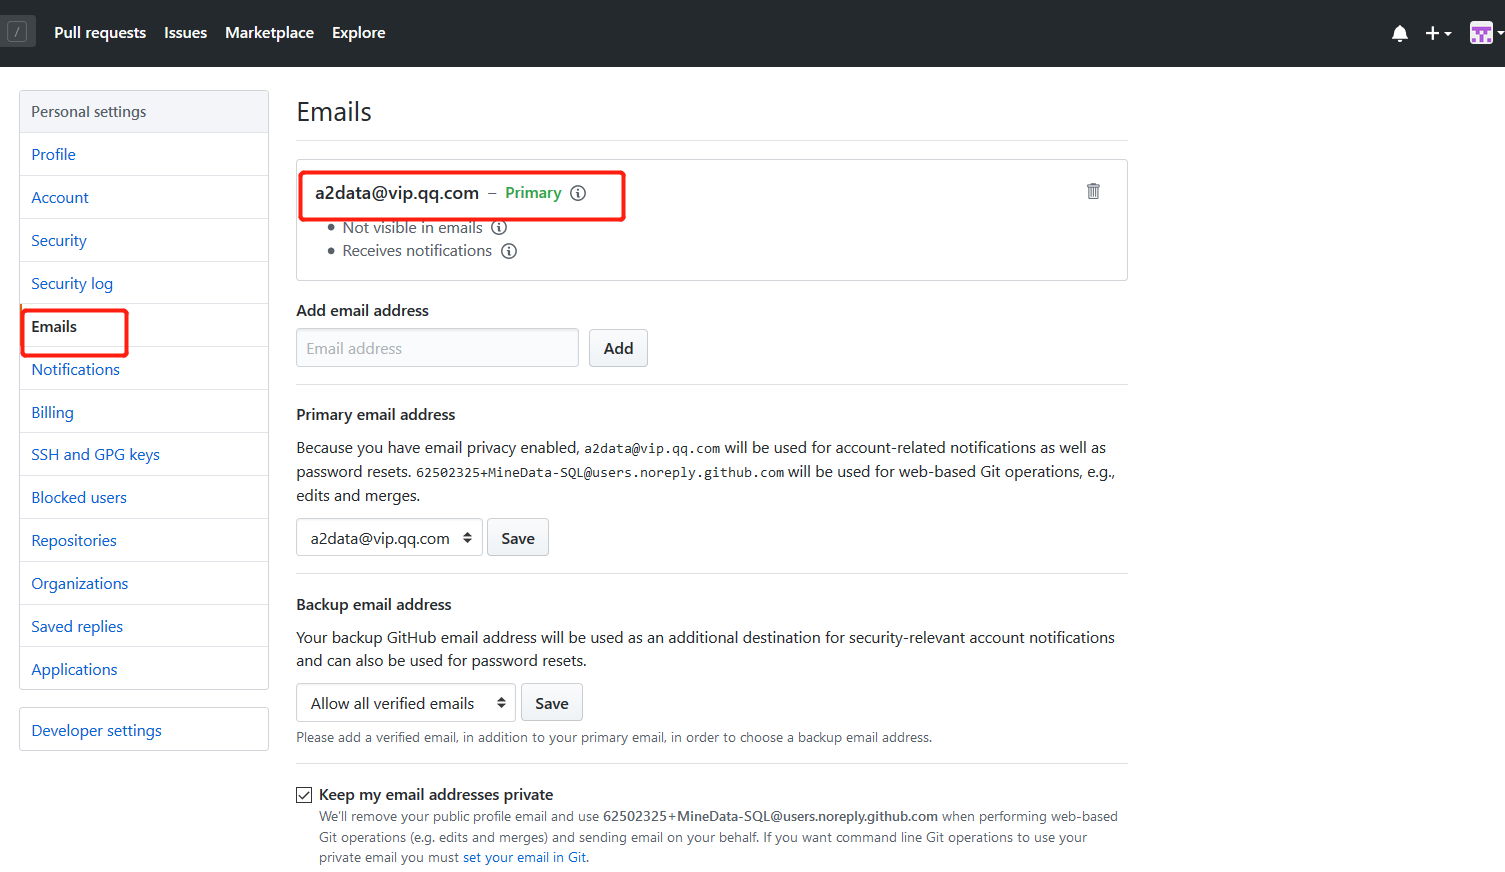 / Pull requests Issues Marketplace Explore
Personal settings
Profile
Account
Security
Security log
Emails
Notifications
Billing
SSH and GPG keys
Blocked users
Repositories
Organizations
Saved replies
Applications
Developer settings
Emails
a2data@vip.qq.com – Primary
• Not visible in emails
• Receives notifications
Add email address
Email address Add
Primary email address
Because you have email privacy enabled, a2data@vip.qq.com will be used for account-related notifications as well as
password resets. 62502325+MineData-SQL@users.noreply.github.com will be used for web-based Git operations, e.g.,
edits and merges.
a2data@vip.qq.com Save
Backup email address
Your backup GitHub email address will be used as an additional destination for security-relevant account notifications
and can also be used for password resets.
Allow all verified emails Save
Please add a verified email, in addition to your primary email, in order to choose a backup email address.
Keep my email addresses private
We'll remove your public profile email and use 62502325+MineData-SQL@users.noreply.github.com when performing web-based
Git operations (e.g. edits and merges) and sending email on your behalf. If you want command line Git operations to use your
private email you must set your email in Git.